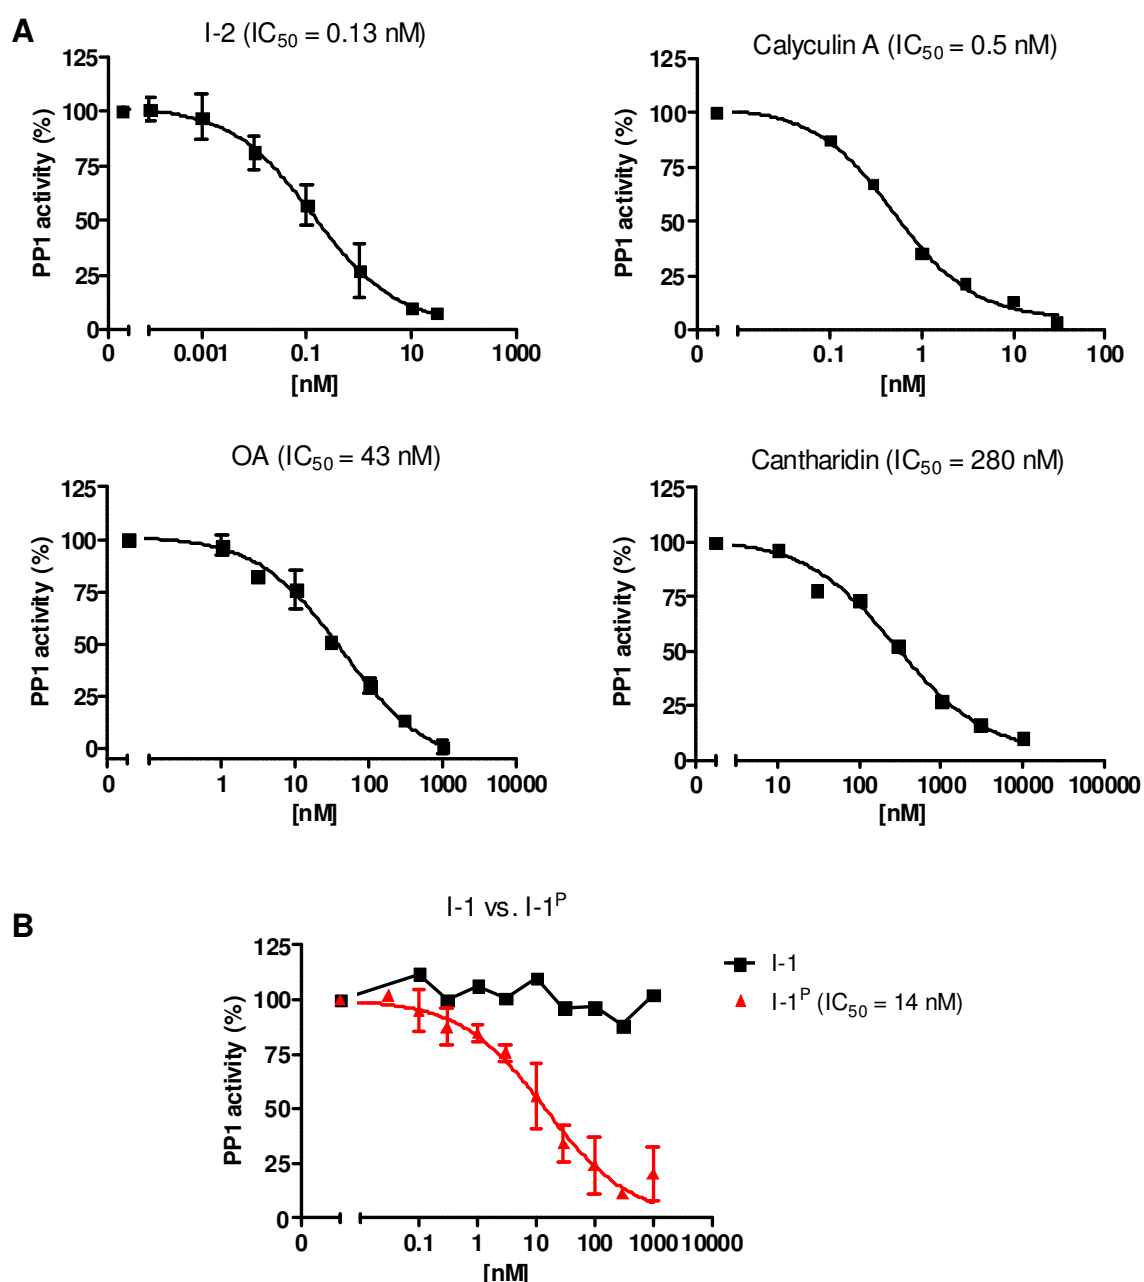 A
I-2 (IC50 = 0.13 nM)
PP1 activity (%)
125
100
75
50
25
0
0 0.001 0.1 10 1000
[nM]
Calyculin A (IC50 = 0.5 nM)
PP1 activity (%)
125
100
75
50
25
0
0 0.1 1 10 100
[nM]
OA (IC50 = 43 nM)
PP1 activity (%)
125
100
75
50
25
0
0 1 10 100 1000 10000
[nM]
Cantharidin (IC50 = 280 nM)
PP1 activity (%)
125
100
75
50
25
0
0 10 100 1000 10000 100000
[nM]
B
I-1 vs. I-1P
PP1 activity (%)
125
100
75
50
25
0
0 0.1 1 10 100 1000 10000
[nM]
I-1
I-1P (IC50 = 14 nM)